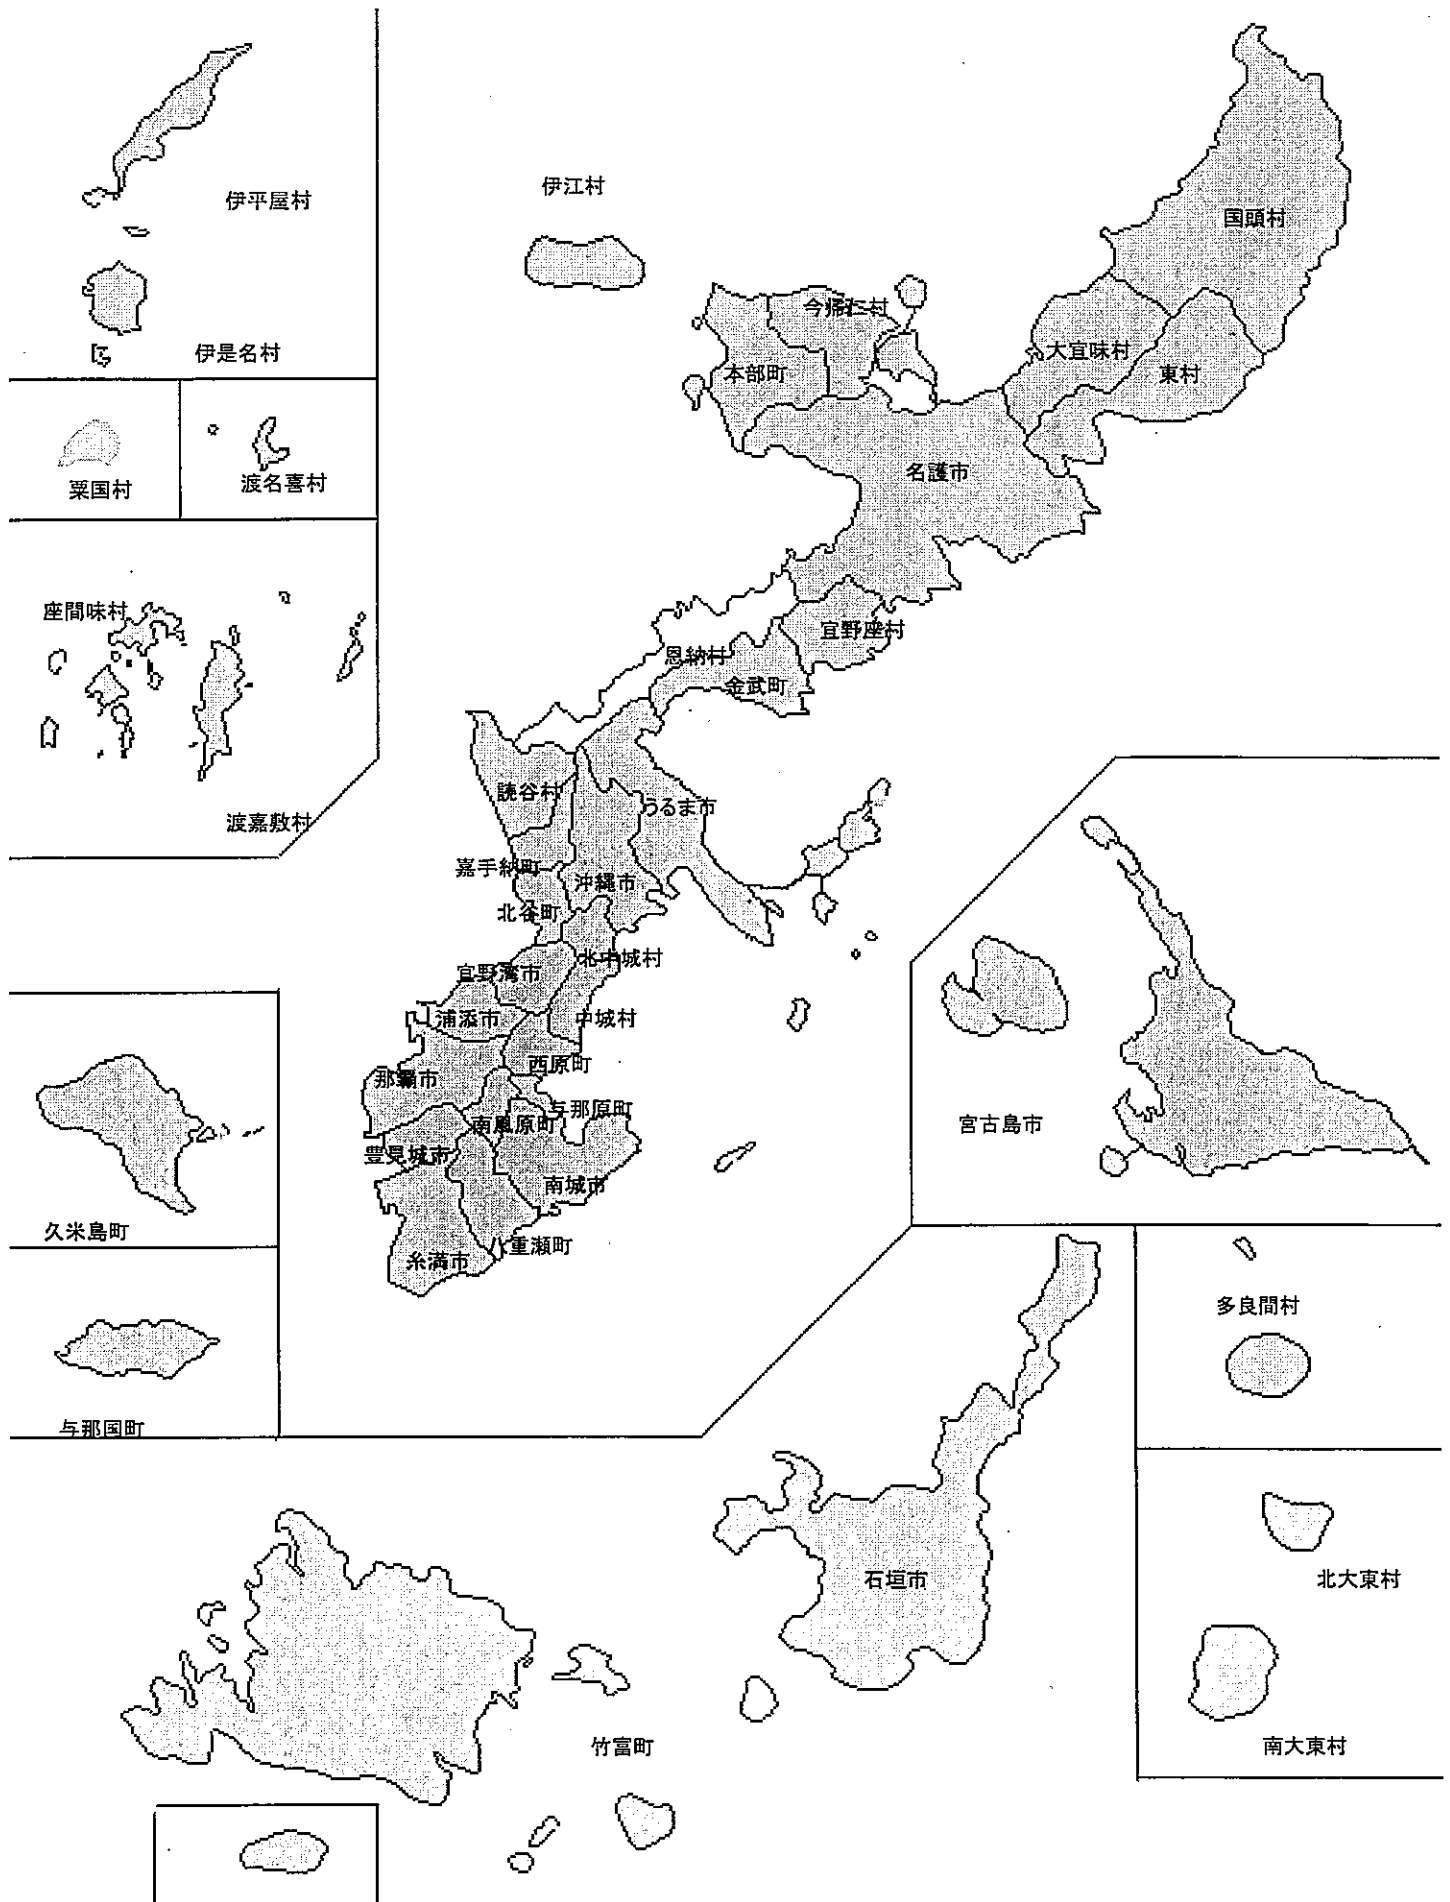 伊平屋村
伊江村
国頭村
今帰仁村
伊是名村
大宜味村
本部町
東村
名護市
粟国村
渡名喜村
座間味村
宜野座村
恩納村
金武町
読谷村
うるま市
渡嘉敷村
嘉手納町
沖縄市
北谷町
北中城村
宜野湾市
浦添市
中城村
西原町
那覇市
与那原町
南風原町
宮古島市
豊見城市
南城市
久米島町
八重瀬町
糸満市
多良間村
与那国町
石垣市
北大東村
竹富町
南大東村